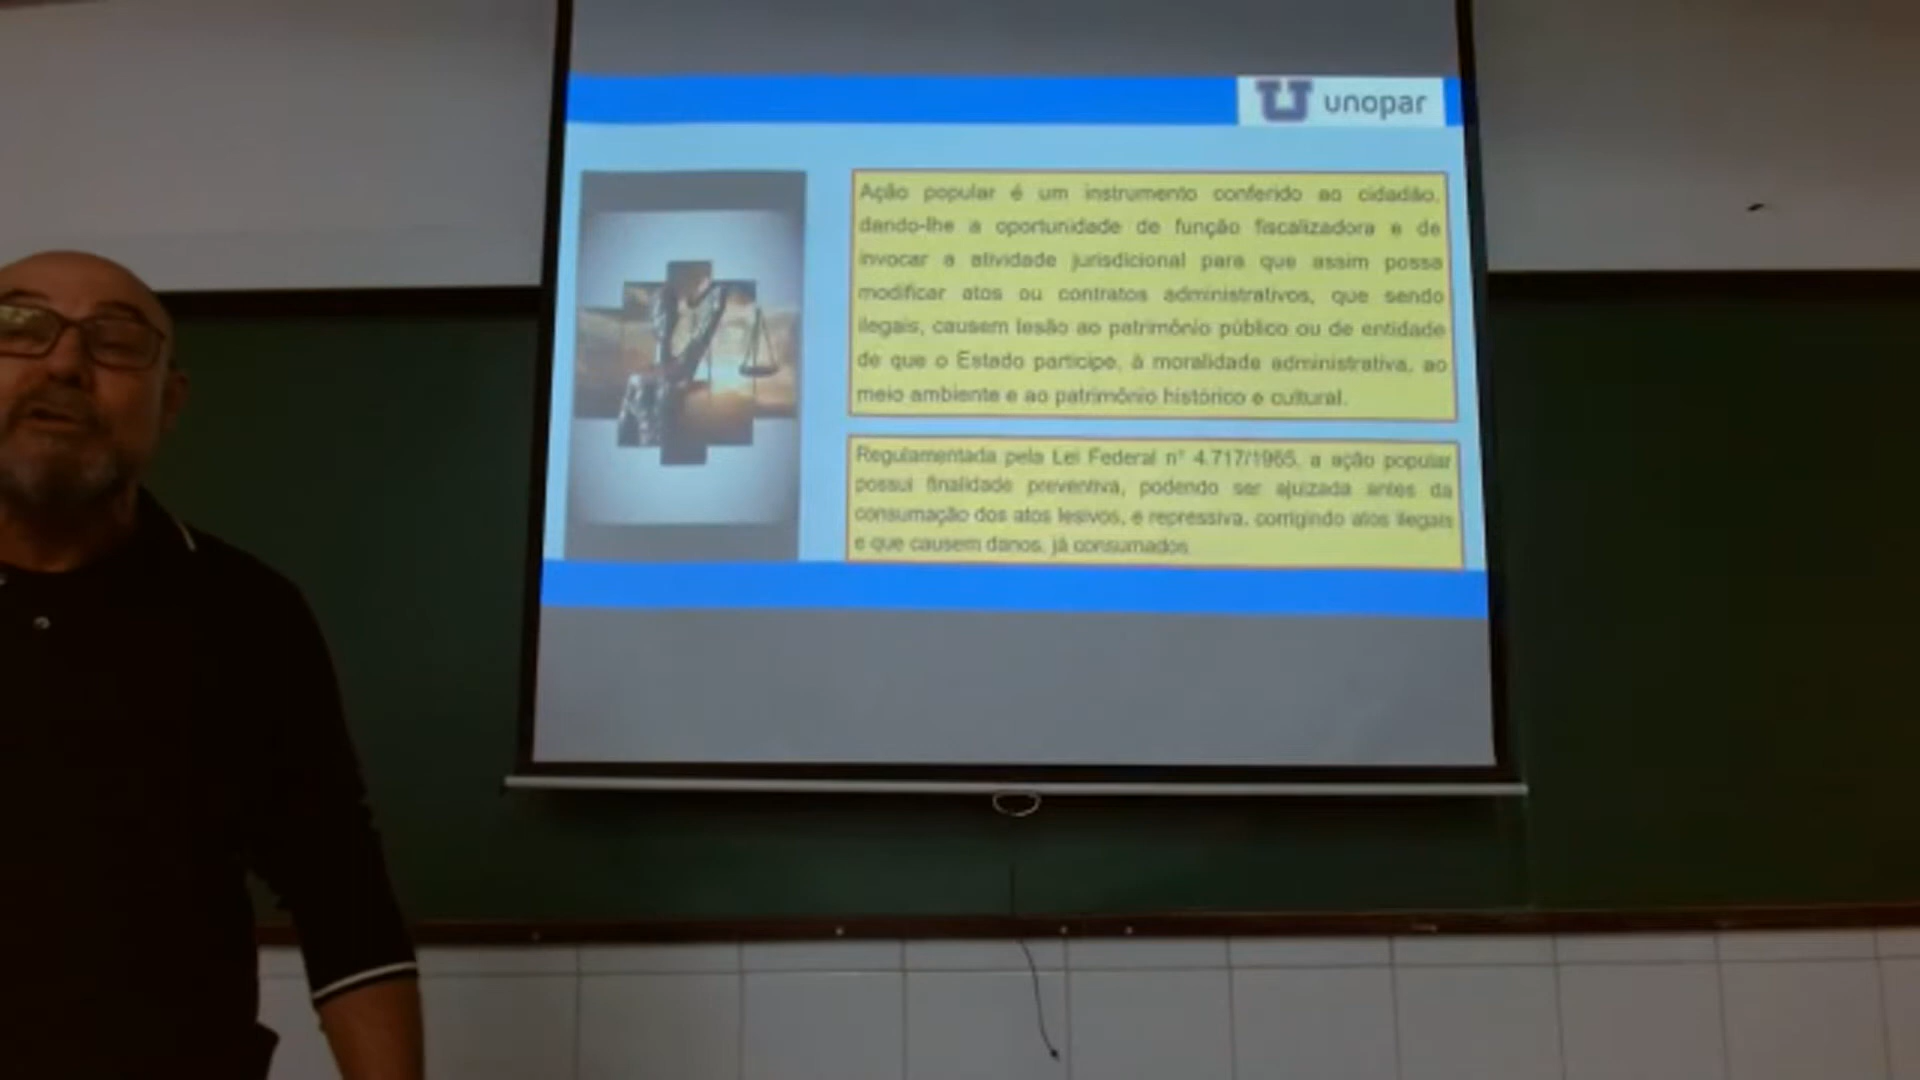 unopar
Ação popular é um instrumento conferido ao cidadão,
dando-lhe a oportunidade de função fiscalizadora e de
invocar a atividade jurisdicional para que assim possa
modificar atos ou contratos administrativos, que sendo
ilegais, causem lesão ao patrimônio público ou de entidade
de que o Estado participe, à moralidade administrativa, ao
meio ambiente e ao patrimônio histórico e cultural.
Regulamentada pela Lei Federal nº 4.717/1965, a ação popular
possui finalidade preventiva, podendo ser ajuizada antes da
consumação dos atos lesivos, e repressiva, corrigindo atos ilegais
e que causem danos, já consumados